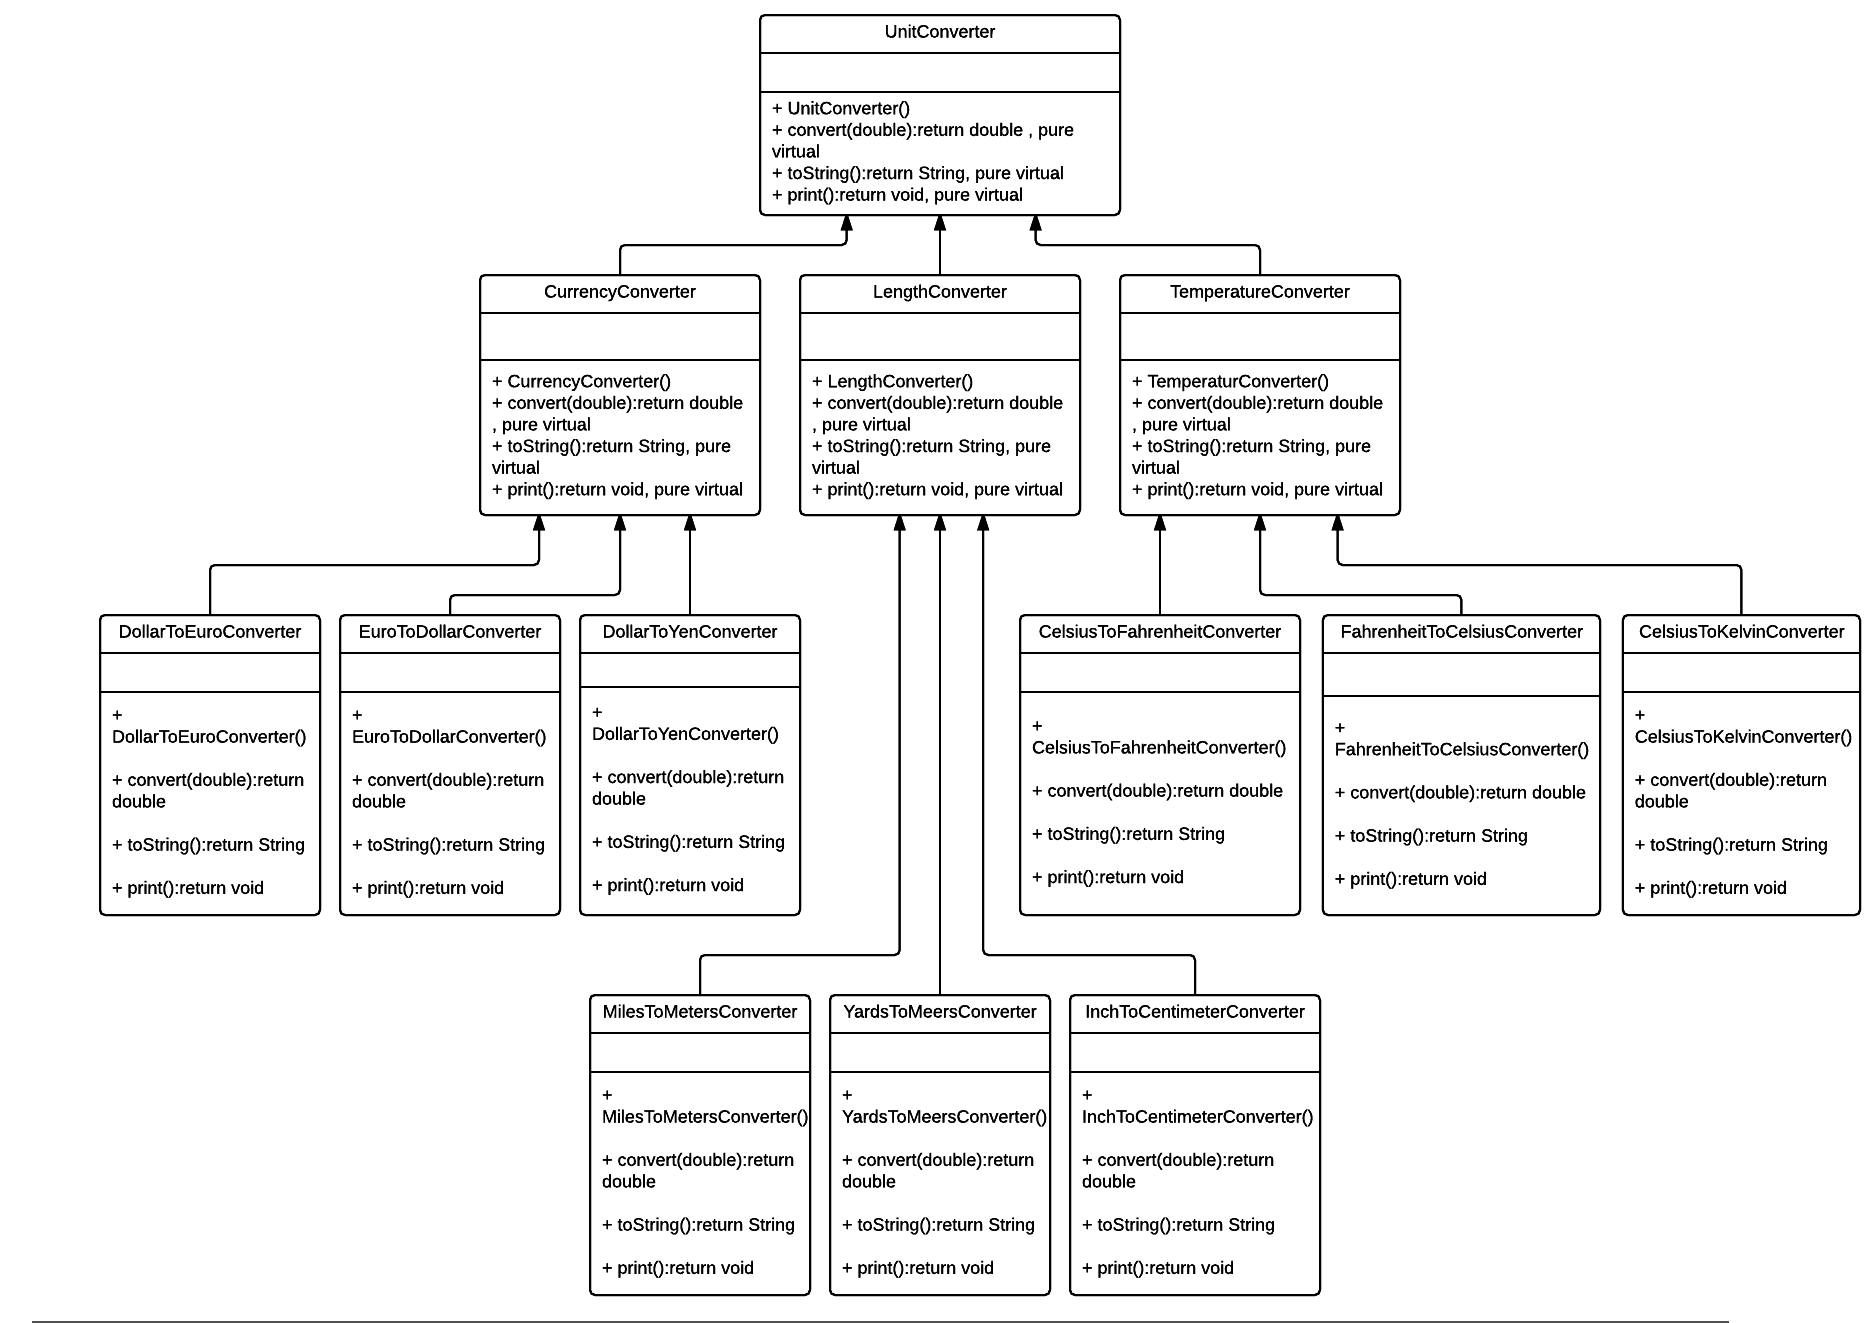 UnitConverter
+ UnitConverter()
+ convert(double):return double , pure
virtual
+ toString():return String, pure virtual
+ print():return void, pure virtual
CurrencyConverter
+ CurrencyConverter()
+ convert(double):return double
, pure virtual
+ toString():return String, pure
virtual
+ print():return void, pure virtual
LengthConverter
+ LengthConverter()
+ convert(double):return double
, pure virtual
+ toString():return String, pure
virtual
+ print():return void, pure virtual
TemperatureConverter
+ TemperaturConverter()
+ convert(double):return double
, pure virtual
+ toString():return String, pure
virtual
+ print():return void, pure virtual
DollarToEuroConverter
+
DollarToEuroConverter()
+ convert(double):return
double
+ toString():return String
+ print():return void
EuroToDollarConverter
+
EuroToDollarConverter()
+ convert(double):return
double
+ toString():return String
+ print():return void
DollarToYenConverter
+
DollarToYenConverter()
+ convert(double):return
double
+ toString():return String
+ print():return void
CelsiusToFahrenheitConverter
+
CelsiusToFahrenheitConverter()
+ convert(double):return double
+ toString():return String
+ print():return void
FahrenheitToCelsiusConverter
+
FahrenheitToCelsiusConverter()
+ convert(double):return double
+ toString():return String
+ print():return void
CelsiusToKelvinConverter
+
CelsiusToKelvinConverter()
+ convert(double):return
double
+ toString():return String
+ print():return void
MilesToMetersConverter
+
MilesToMetersConverter()
+ convert(double):return
double
+ toString():return String
+ print():return void
YardsToMeersConverter
+
YardsToMeersConverter()
+ convert(double):return
double
+ toString():return String
+ print():return void
InchToCentimeterConverter
+
InchToCentimeterConverter()
+ convert(double):return
double
+ toString():return String
+ print():return void